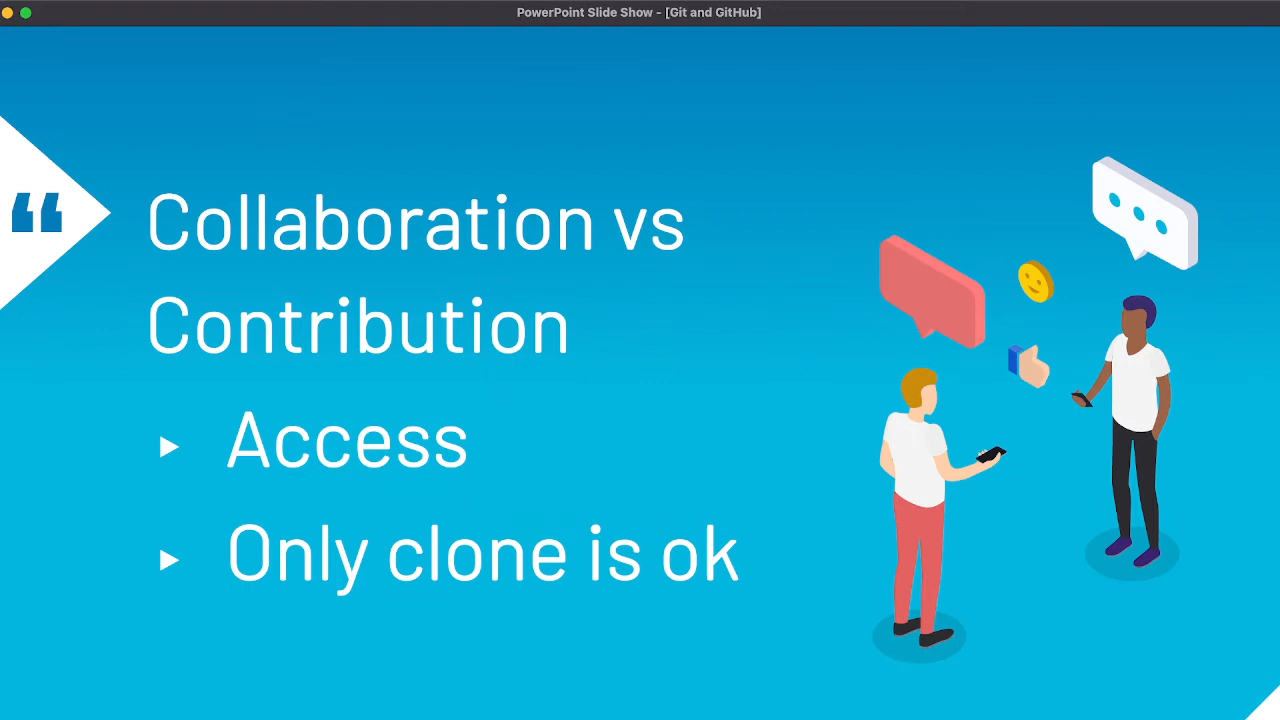 PowerPoint Slide Show - [Git and GitHub]
“
Collaboration vs
Contribution
▸ Access
▸ Only clone is ok